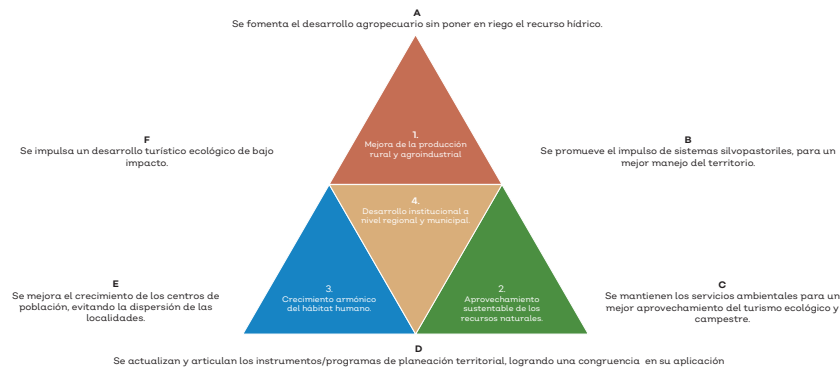 A
Se fomenta el desarrollo agropecuario sin poner en riego el recurso hídrico.
1.
Mejora de la producción
rural y agroindustrial
F
Se impulsa un desarrollo turístico ecológico de bajo
impacto.
B
Se promueve el impulso de sistemas silvopastoriles, para un
mejor manejo del territorio.
4.
Desarrollo institucional a
nivel regional y municipal.
E
Se mejora el crecimiento de los centros de
población, evitando la dispersión de las
localidades.
3.
Crecimiento armónico
del hábitat humano.
2.
Aprovechamiento
sustentable de los
recursos naturales.
C
Se mantienen los servicios ambientales para un
mejor aprovechamiento del turismo ecológico y
campestre.
D
Se actualizan y articulan los instrumentos/programas de planeación territorial, logrando una congruencia en su aplicación